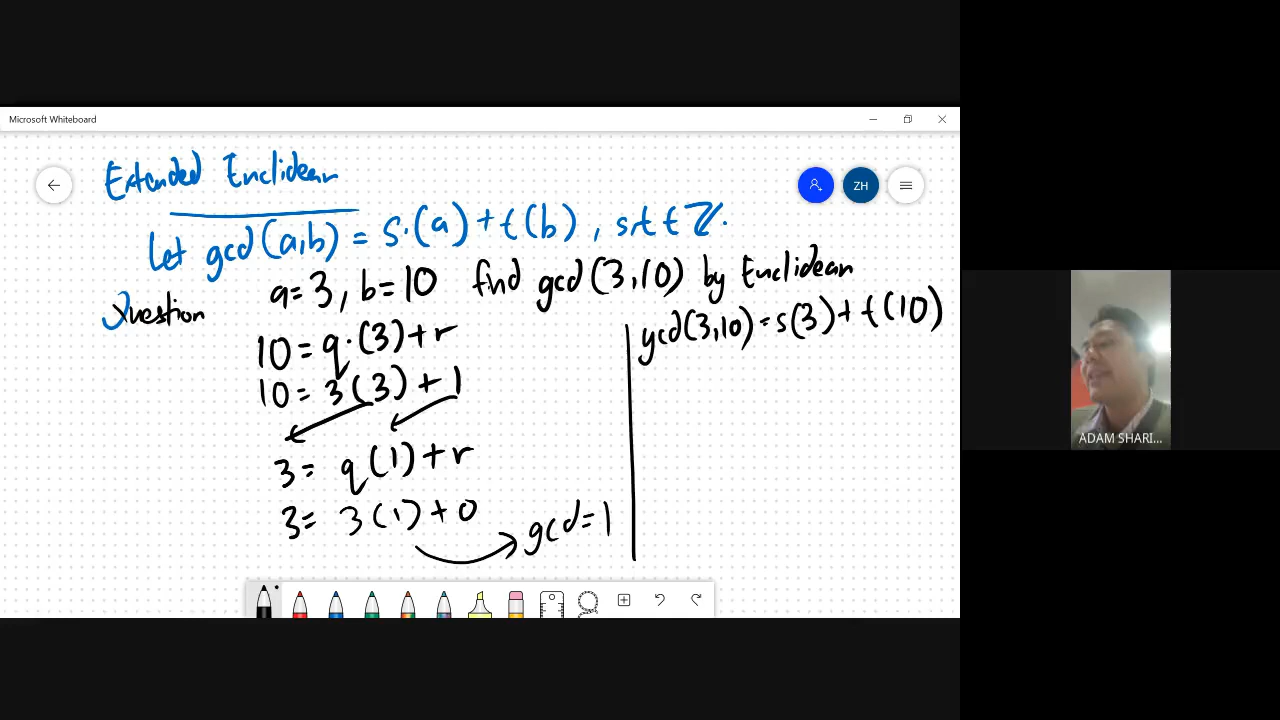 Microsoft Whiteboard
Extended Euclidean
ZH
Let gcd(a,b) = s.(a) + t(b), s,t ∈ ℤ.
Question a=3, b=10 find gcd(3,10) by Euclidean
10 = q.(3) + r
10 = 3(3) + 1
3 = q(1) + r
3 = 3(1) + 0
gcd = 1
gcd(3,10) = s(3) + t(10)
ADAM SHARI...